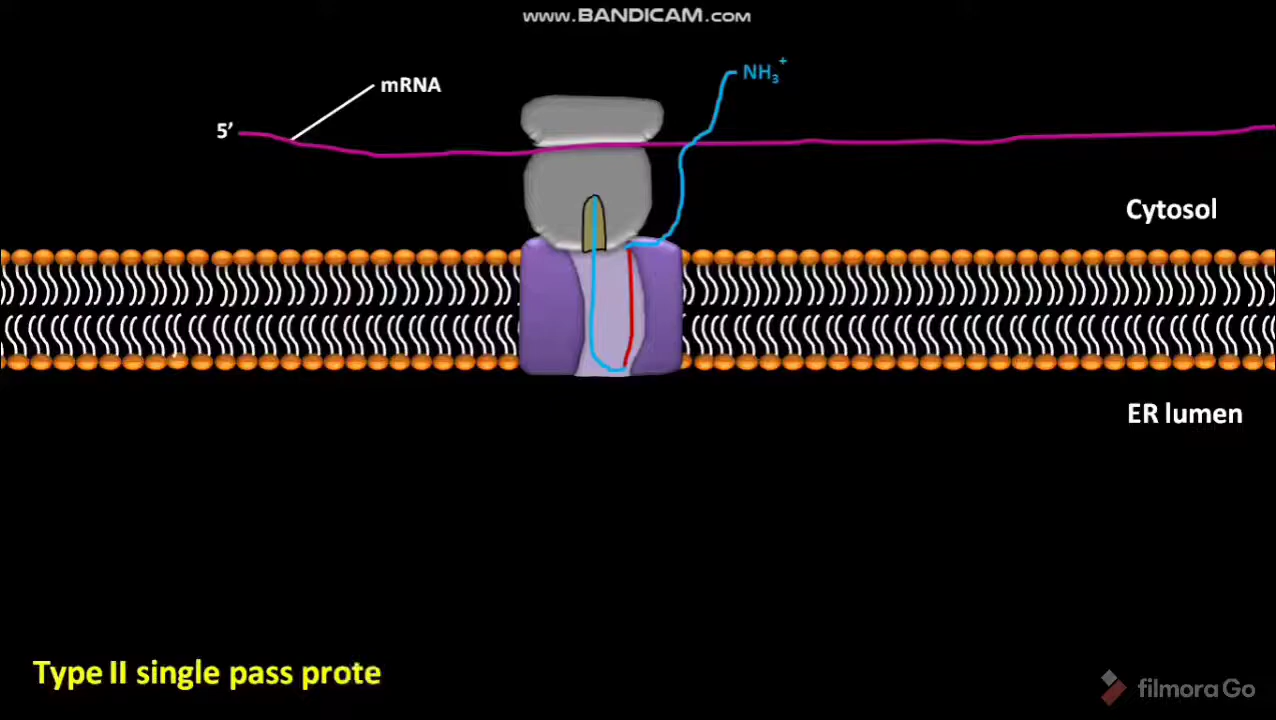 www.BANDICAM.com
NH₃⁺
mRNA
5’
Cytosol
ER lumen
Type II single pass prote
filmora Go